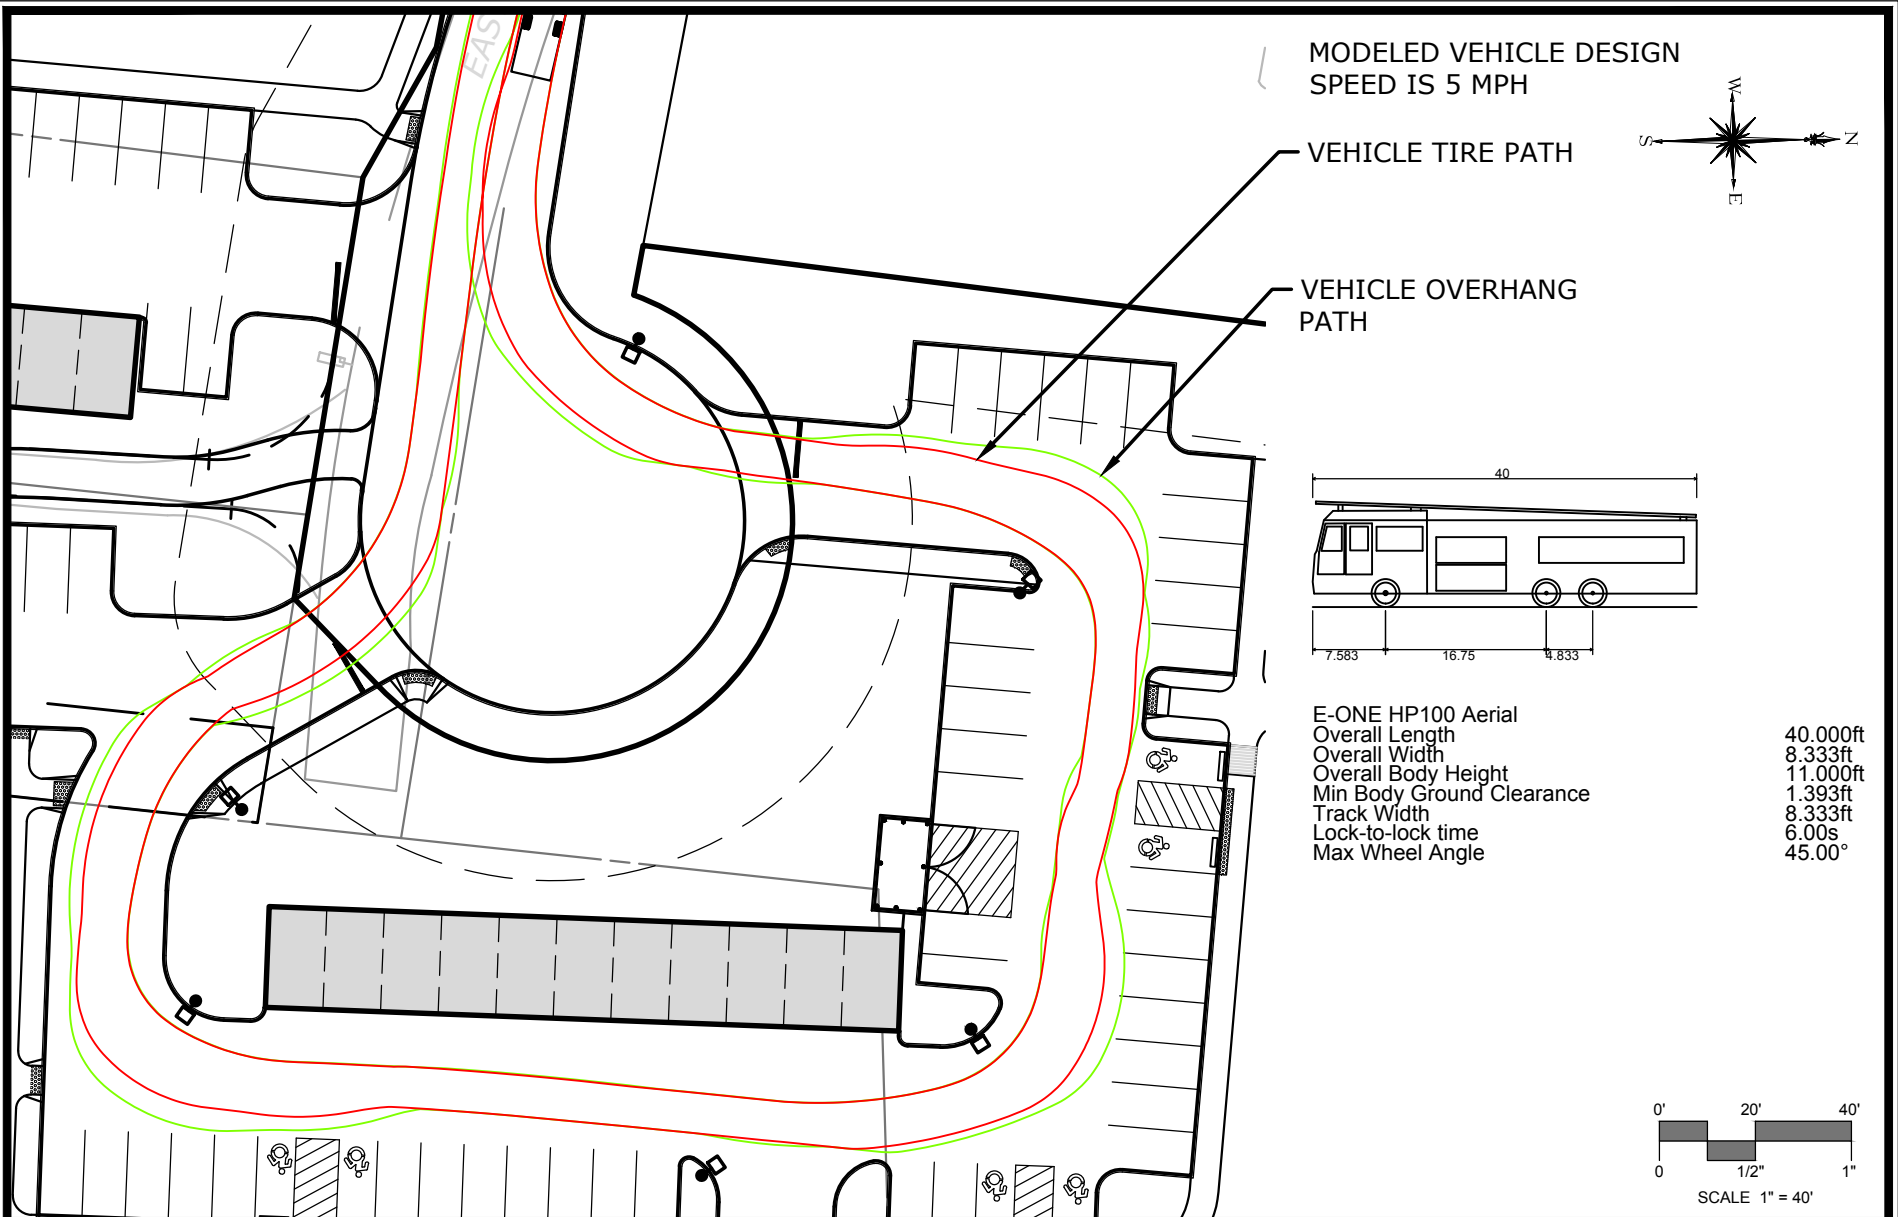 EAS
MODELED VEHICLE DESIGN
SPEED IS 5 MPH
VEHICLE TIRE PATH
VEHICLE OVERHANG
PATH
W
S
N
E
40
7.583
16.75
4.833
E-ONE HP100 Aerial
Overall Length 40.000ft
Overall Width 8.333ft
Overall Body Height 11.000ft
Min Body Ground Clearance 1.393ft
Track Width 8.333ft
Lock-to-lock time 6.00s
Max Wheel Angle 45.00°
0' 20' 40'
0 1/2" 1"
SCALE 1" = 40'